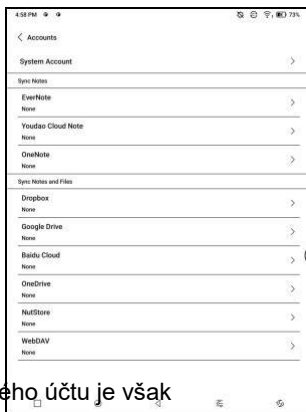 4:58 PM 73%
Accounts
System Account
Sync Notes
EverNote
None
Youdao Cloud Note
None
OneNote
None
Sync Notes and Files
Dropbox
None
Google Drive
None
Baidu Cloud
None
OneDrive
None
NutStore
None
WebDAV
None
ého účtu je však